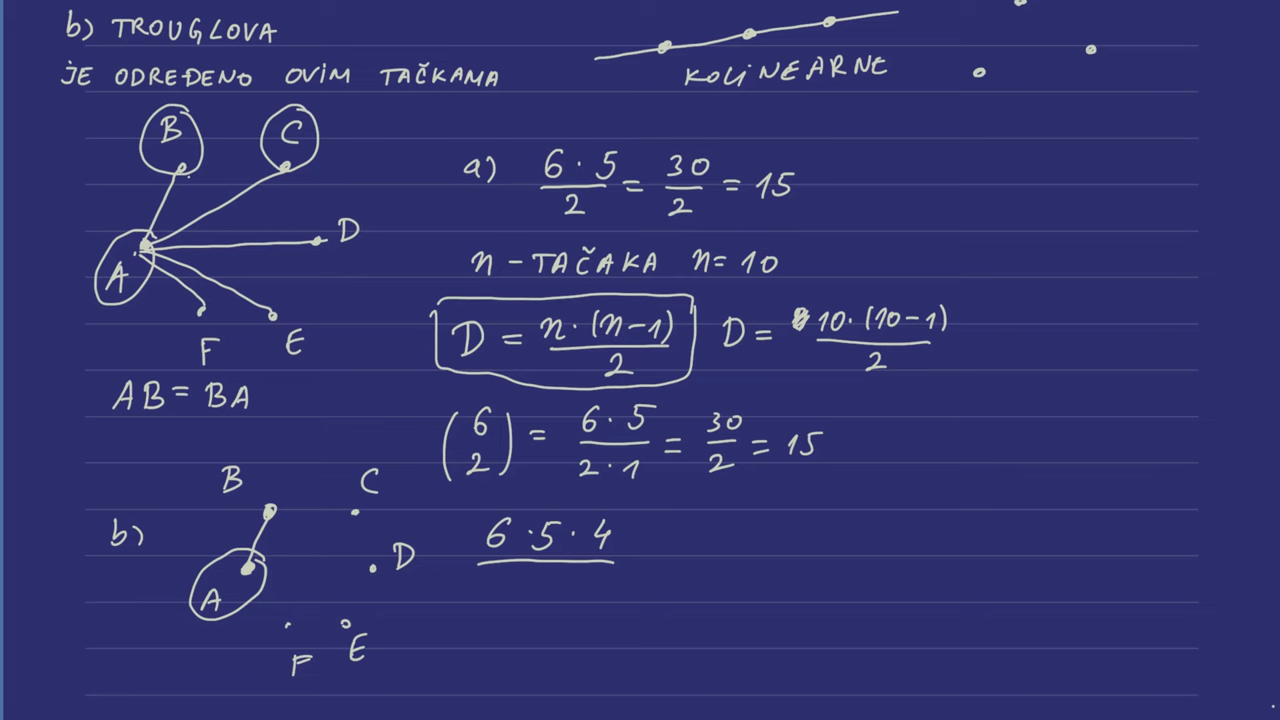 b) TROUGLOVA
JE ODREĐENO OVIM TAČKAMA
KOLINEARNE
B
C
A
D
F
E
AB = BA
a) 6 · 5 / 2 = 30 / 2 = 15
n - TAČAKA n = 10
D = n · (n-1) / 2
D = 10 · (10-1) / 2
(6 2) = 6 · 5 / 2 · 1 = 30 / 2 = 15
b)
B
C
A
D
F
E
6 · 5 · 4